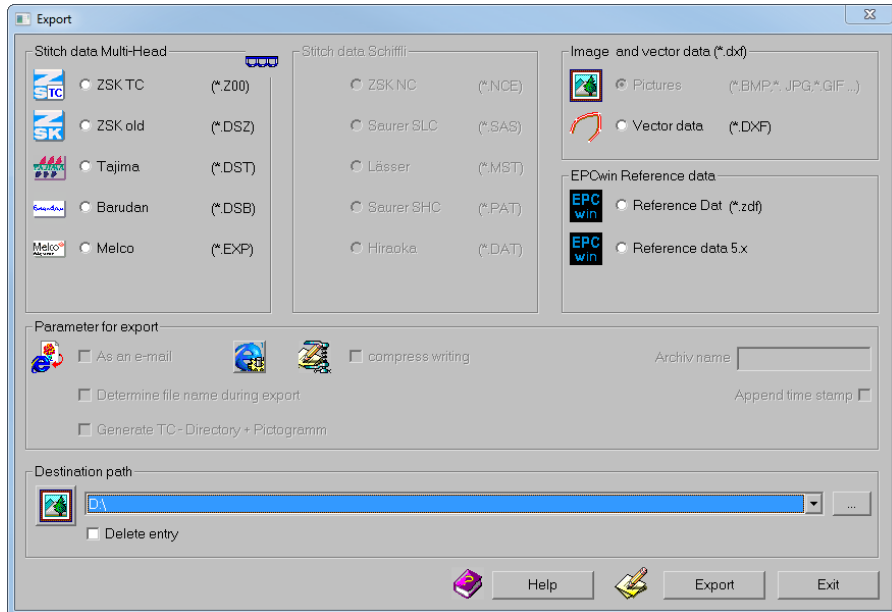 Export
Stitch data Multi-Head
ZSK TC (*.Z00)
ZSK old (*.DSZ)
Tajima (*.DST)
Barudan (*.DSB)
Melco (*.EXP)
Stitch data Schiffli
ZSK NC (*.NCE)
Saurer SLC (*.SAS)
Lässer (*.MST)
Saurer SHC (*.PAT)
Hiraoka (*.DAT)
Image and vector data (*.dxf)
Pictures (*.BMP,*. JPG,*.GIF ...)
Vector data (*.DXF)
EPCwin Reference data
EPC
win
Reference Dat (*.zdf)
EPC
win
Reference data 5.x
Parameter for export
As an e-mail
compress writing
Archiv name
Determine file name during export
Append time stamp
Generate TC - Directory + Pictogramm
Destination path
D:\
...
Delete entry
Help
Export
Exit